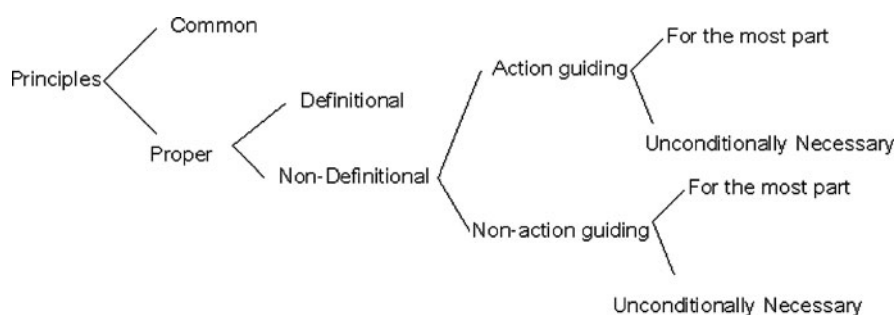 Common
Principles
Proper
Definitional
Non-Definitional
Action guiding
For the most part
Unconditionally Necessary
Non-action guiding
For the most part
Unconditionally Necessary